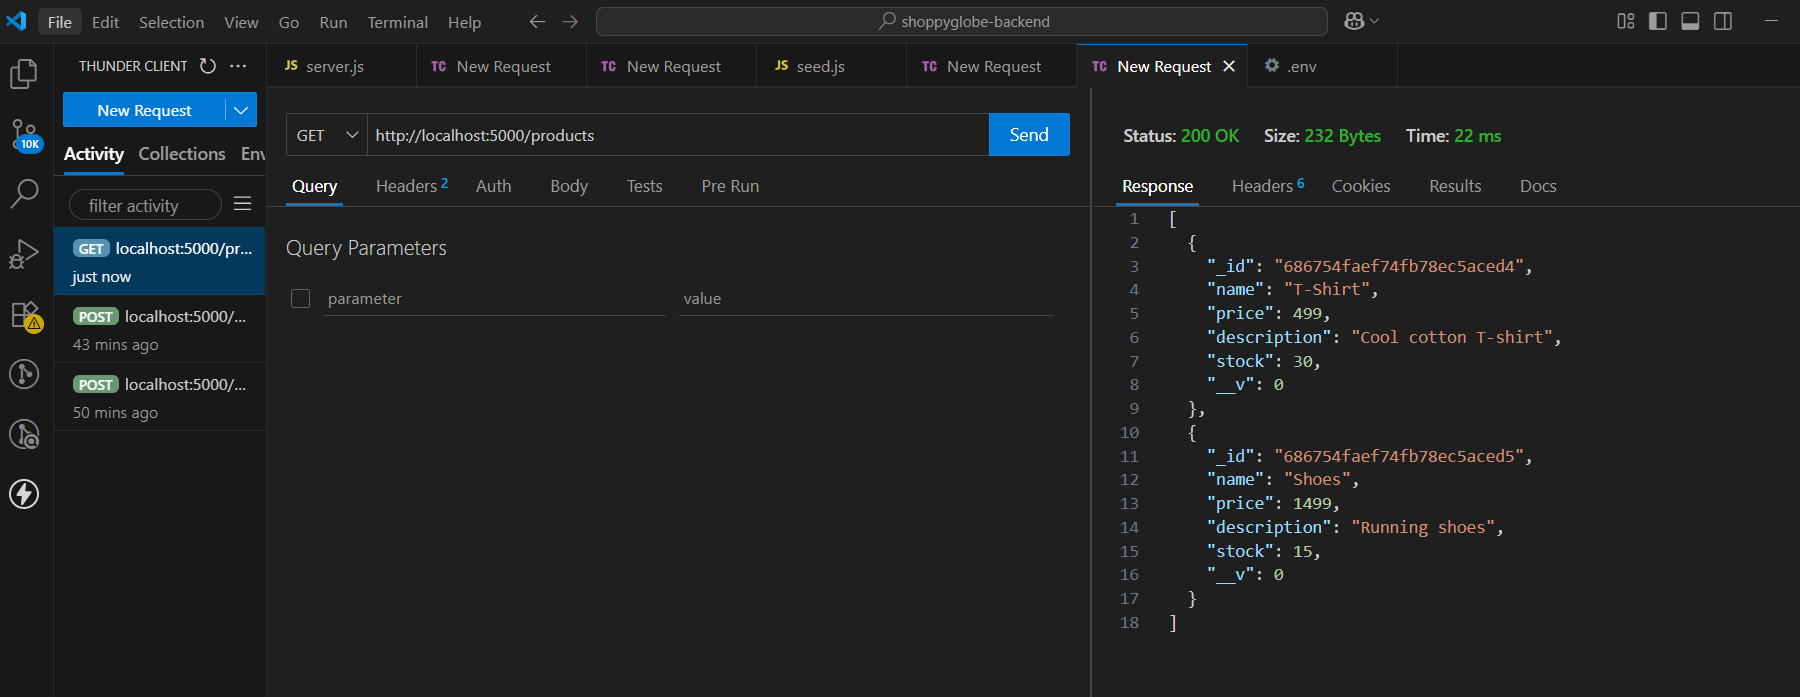 File Edit Selection View Go Run Terminal Help
shoppyglobe-backend
THUNDER CLIENT
JS server.js
TC New Request
TC New Request
JS seed.js
TC New Request
TC New Request
.env
New Request
10K
Activity Collections Env
filter activity
GET localhost:5000/pr...
just now
POST localhost:5000/...
43 mins ago
POST localhost:5000/...
50 mins ago
GET http://localhost:5000/products Send
Query Headers 2 Auth Body Tests Pre Run
Query Parameters
parameter value
Status: 200 OK Size: 232 Bytes Time: 22 ms
Response Headers 6 Cookies Results Docs
1 [
2 {
3 "_id": "686754faef74fb78ec5aced4",
4 "name": "T-Shirt",
5 "price": 499,
6 "description": "Cool cotton T-shirt",
7 "stock": 30,
8 "__v": 0
9 },
10 {
11 "_id": "686754faef74fb78ec5aced5",
12 "name": "Shoes",
13 "price": 1499,
14 "description": "Running shoes",
15 "stock": 15,
16 "__v": 0
17 }
18 ]